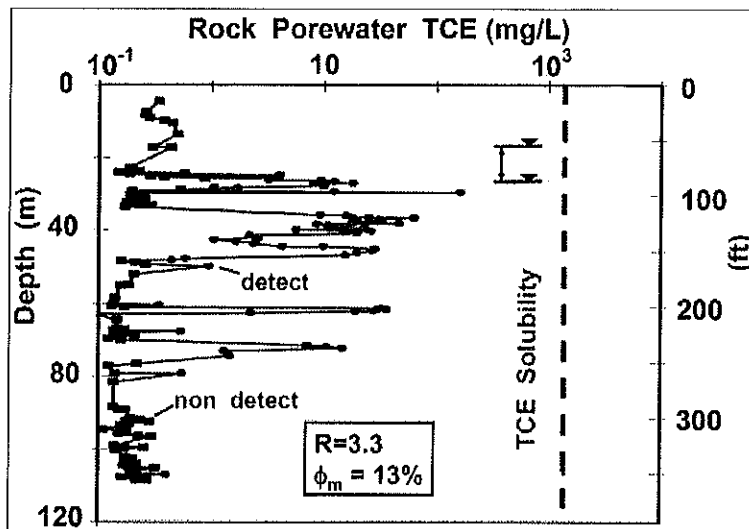 Rock Porewater TCE (mg/L)
10⁻¹ 10 10³
0 0
40 100
80 200
120 300
Depth (m)
(ft)
detect
non detect
TCE Solubility
R=3.3
ϕm = 13%